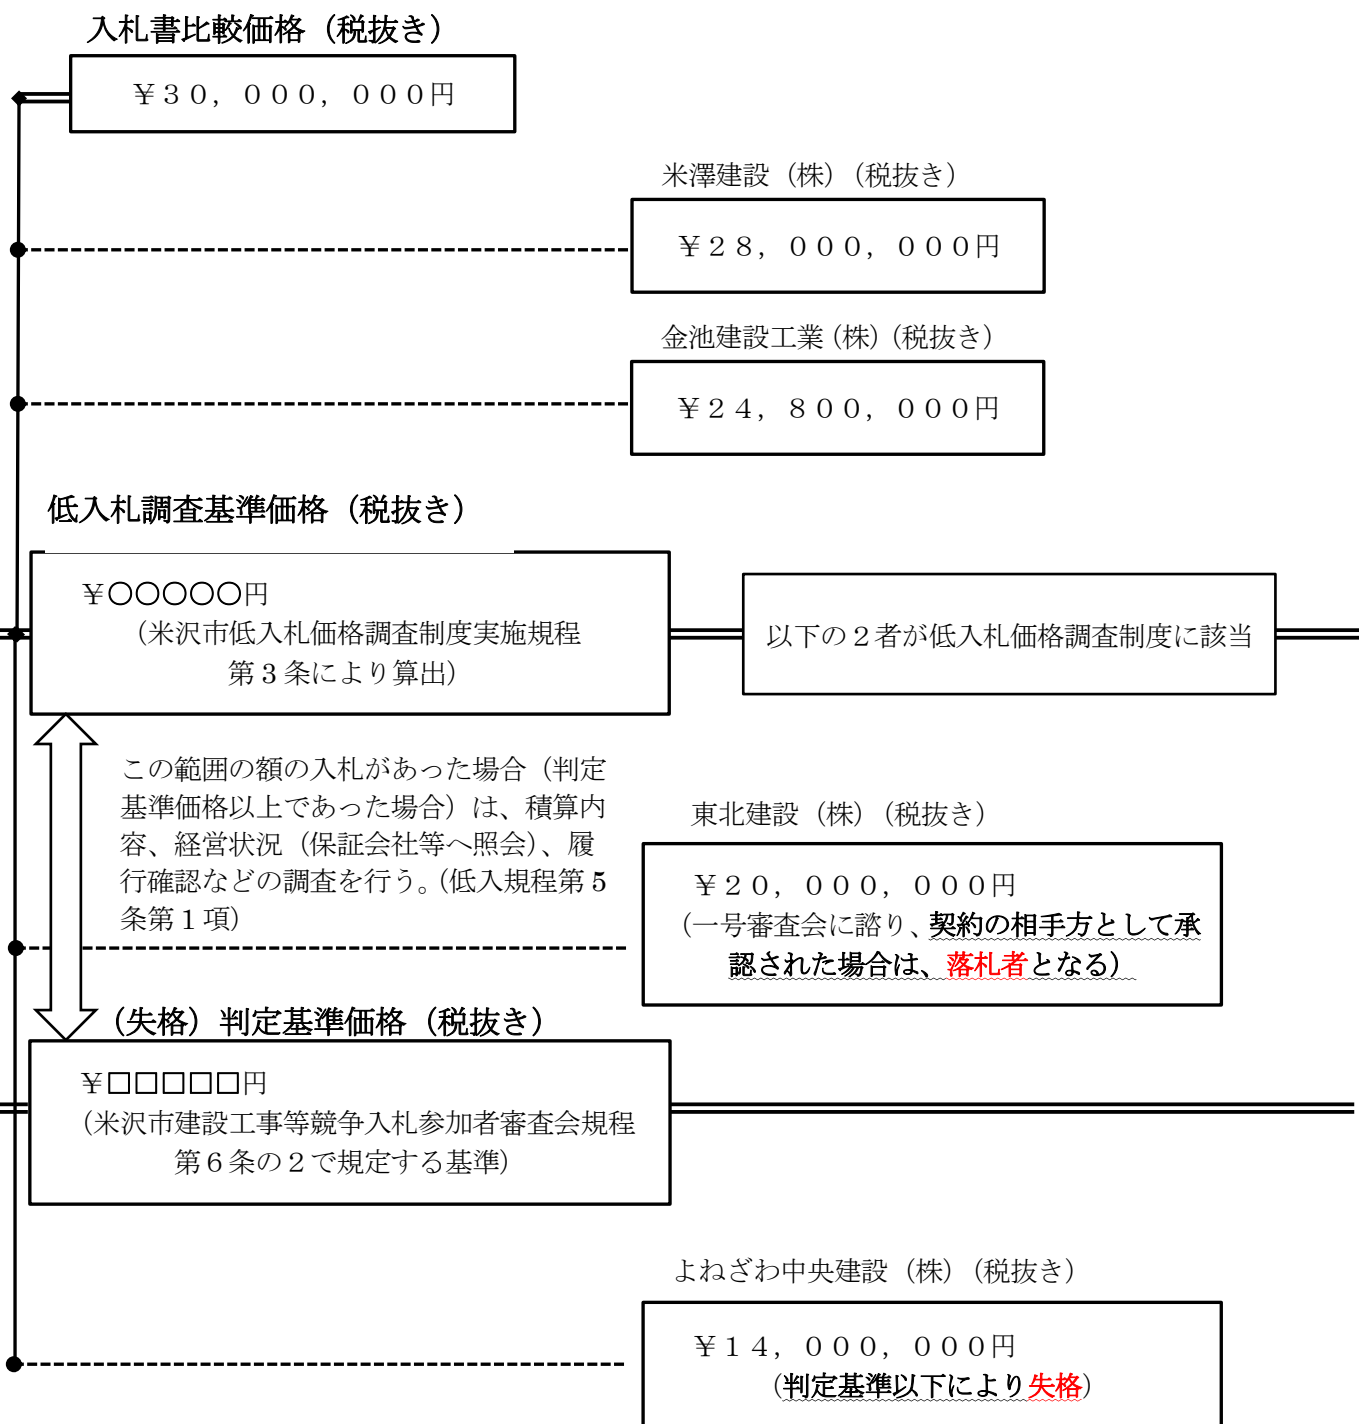 入札書比較価格（税抜き）
￥３０，０００，０００円
米澤建設（株）（税抜き）
￥２８，０００，０００円
金池建設工業（株）（税抜き）
￥２４，８００，０００円
低入札調査基準価格（税抜き）
￥〇〇〇〇〇円
（米沢市低入札価格調査制度実施規程
第３条により算出）
以下の２者が低入札価格調査制度に該当
この範囲の額の入札があった場合（判定
基準価格以上であった場合）は、積算内
容、経営状況（保証会社等へ照会）、履
行確認などの調査を行う。（低入規程第５
条第１項）
東北建設（株）（税抜き）
￥２０，０００，０００円
（一号審査会に諮り、契約の相手方として承
認された場合は、落札者となる）
（失格）判定基準価格（税抜き）
￥□□□□□円
（米沢市建設工事等競争入札参加者審査会規程
第６条の２で規定する基準）
よねざわ中央建設（株）（税抜き）
￥１４，０００，０００円
（判定基準以下により失格）